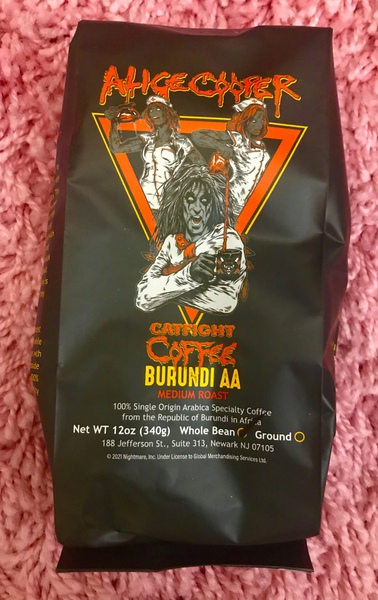 ALICE COOPER
CATFIGHT
COFFEE
BURUNDI AA
MEDIUM ROAST
100% Single Origin Arabica Specialty Coffee
from the Republic of Burundi in Africa
Net WT 12oz (340g) Whole Bean Ground
188 Jefferson St., Suite 313, Newark NJ 07105
© 2021 Nightmare, Inc. Under License to Global Merchandising Services Ltd.